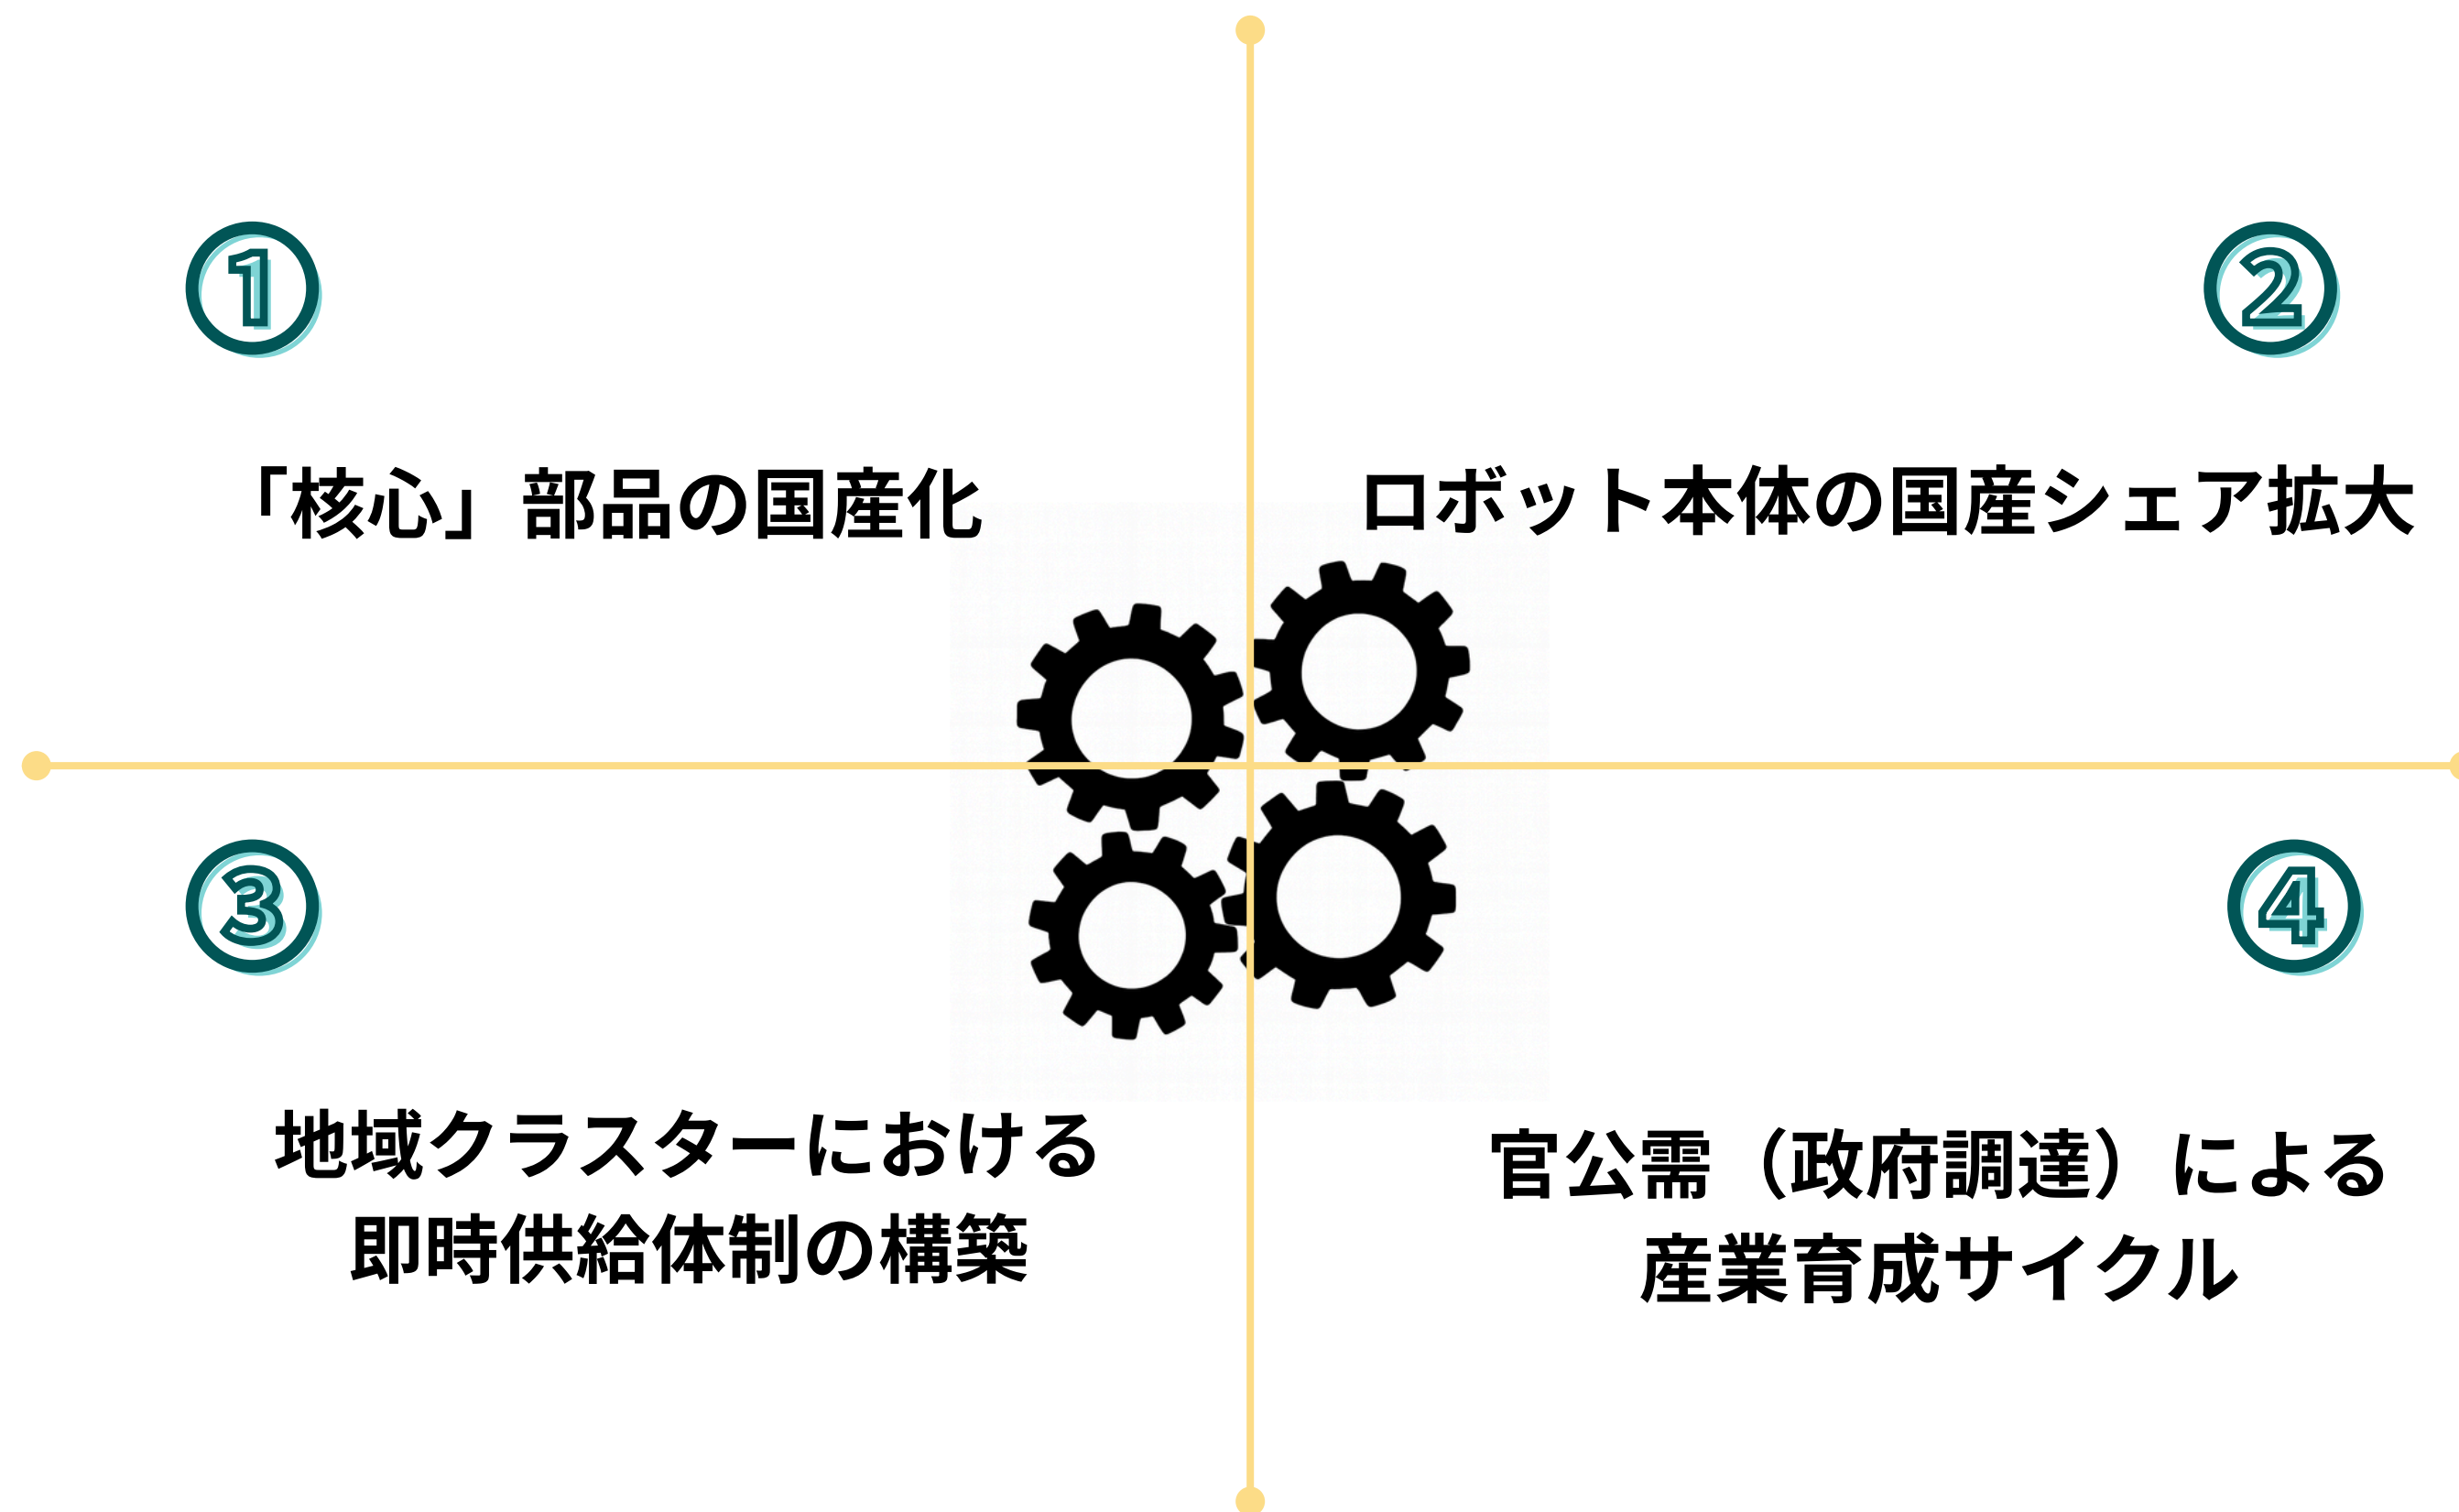 ①
「核心」部品の国産化
②
ロボット本体の国産シェア拡大
③
地域クラスターにおける
即時供給体制の構築
④
官公需（政府調達）による
産業育成サイクル